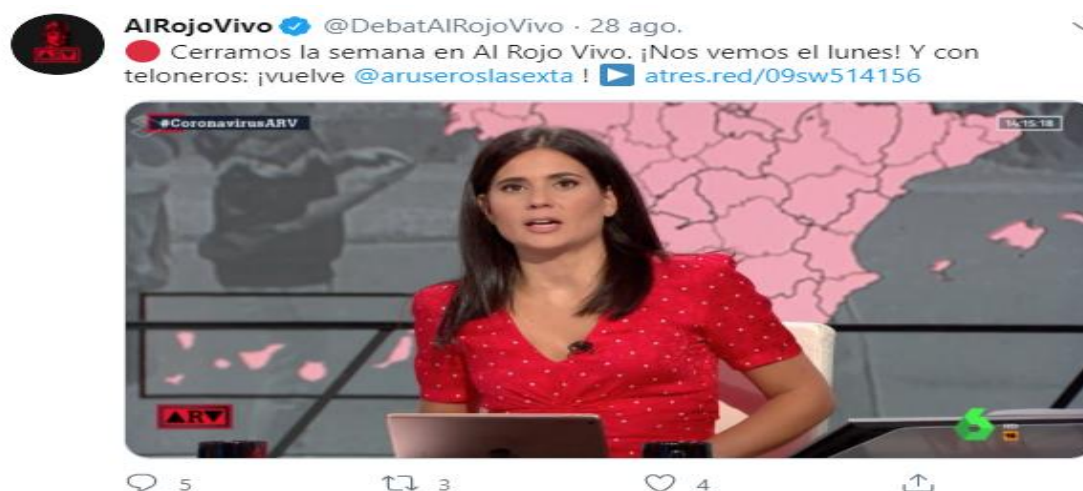 AlRojoVivo @DebatAlRojoVivo · 28 ago.
🔴 Cerramos la semana en Al Rojo Vivo. ¡Nos vemos el lunes! Y con
teloneros: ¡vuelve @aruseroslasexta ! ▶ atres.red/09sw514156
#CoronavirusARV
14:15:18
ARV
5 3 4